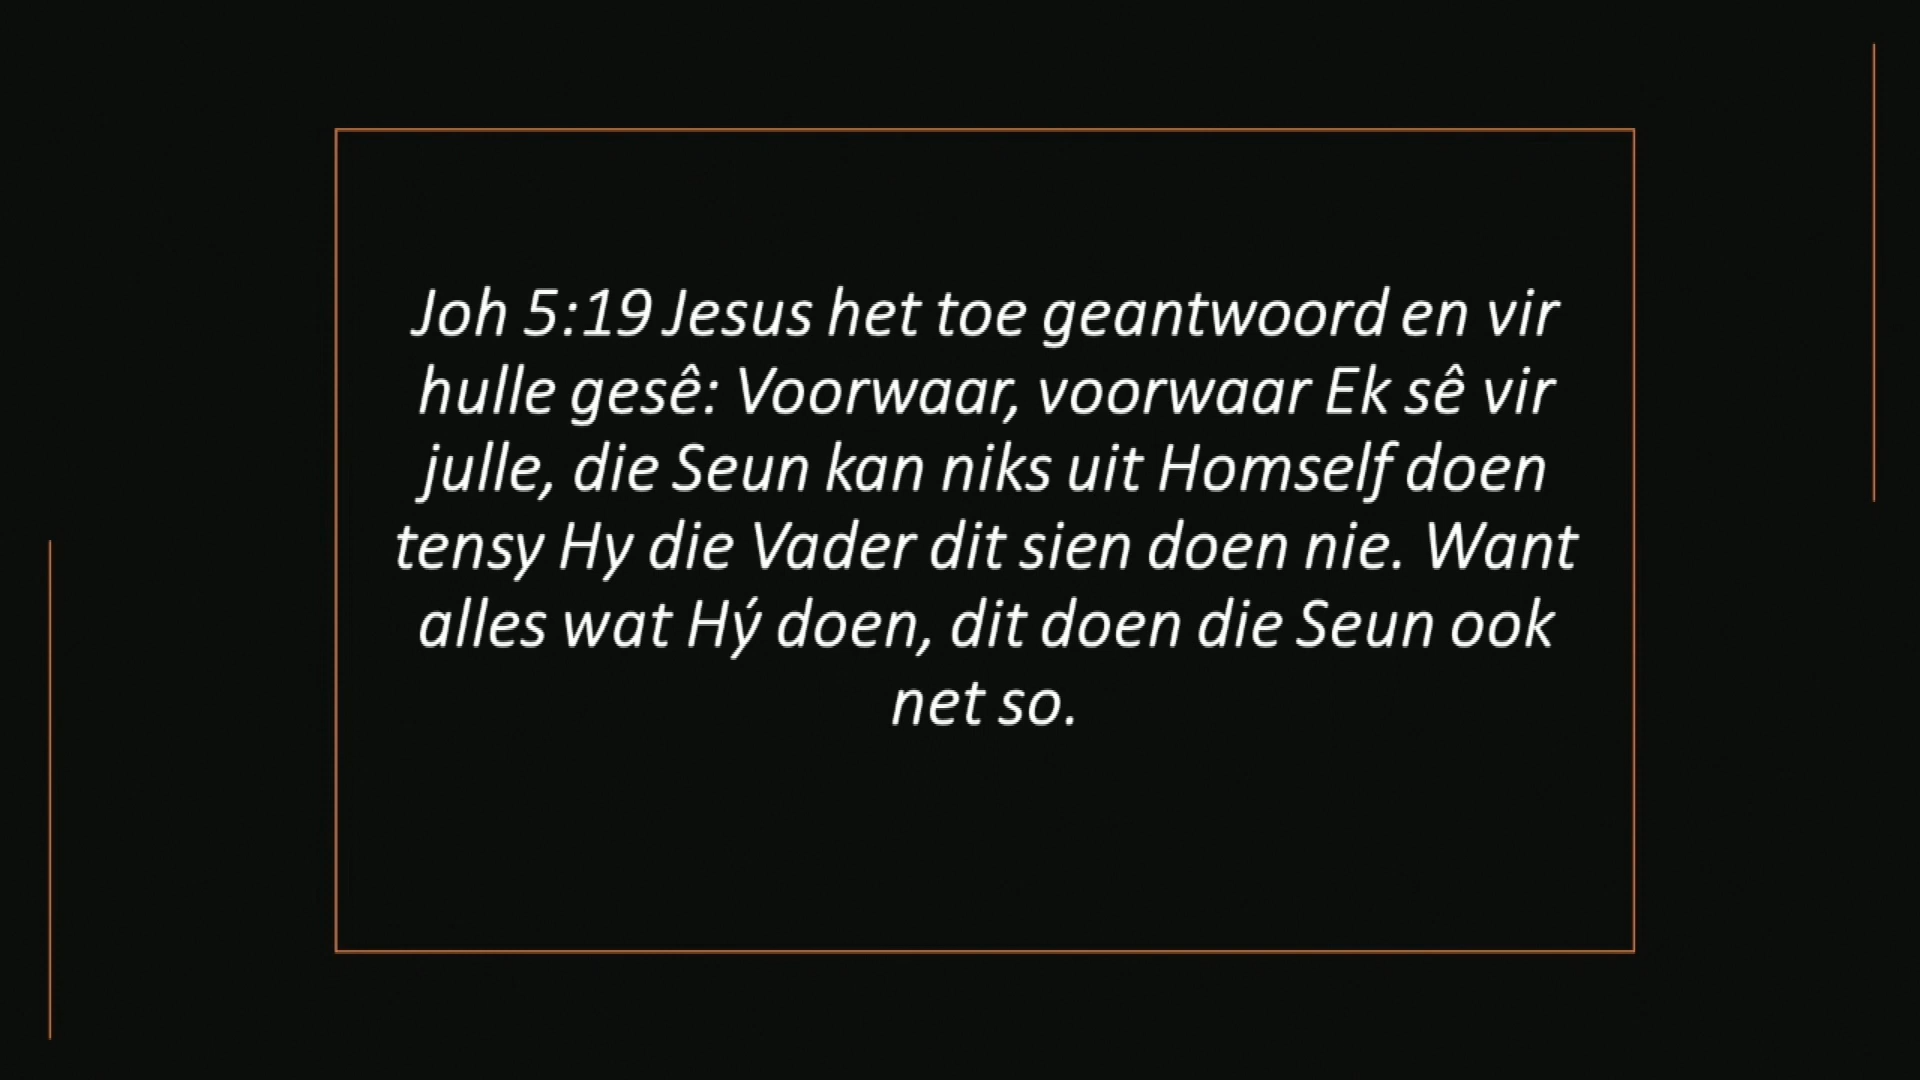 Joh 5:19 Jesus het toe geantwoord en vir
hulle gesê: Voorwaar, voorwaar Ek sê vir
julle, die Seun kan niks uit Homself doen
tensy Hy die Vader dit sien doen nie. Want
alles wat Hý doen, dit doen die Seun ook
net so.